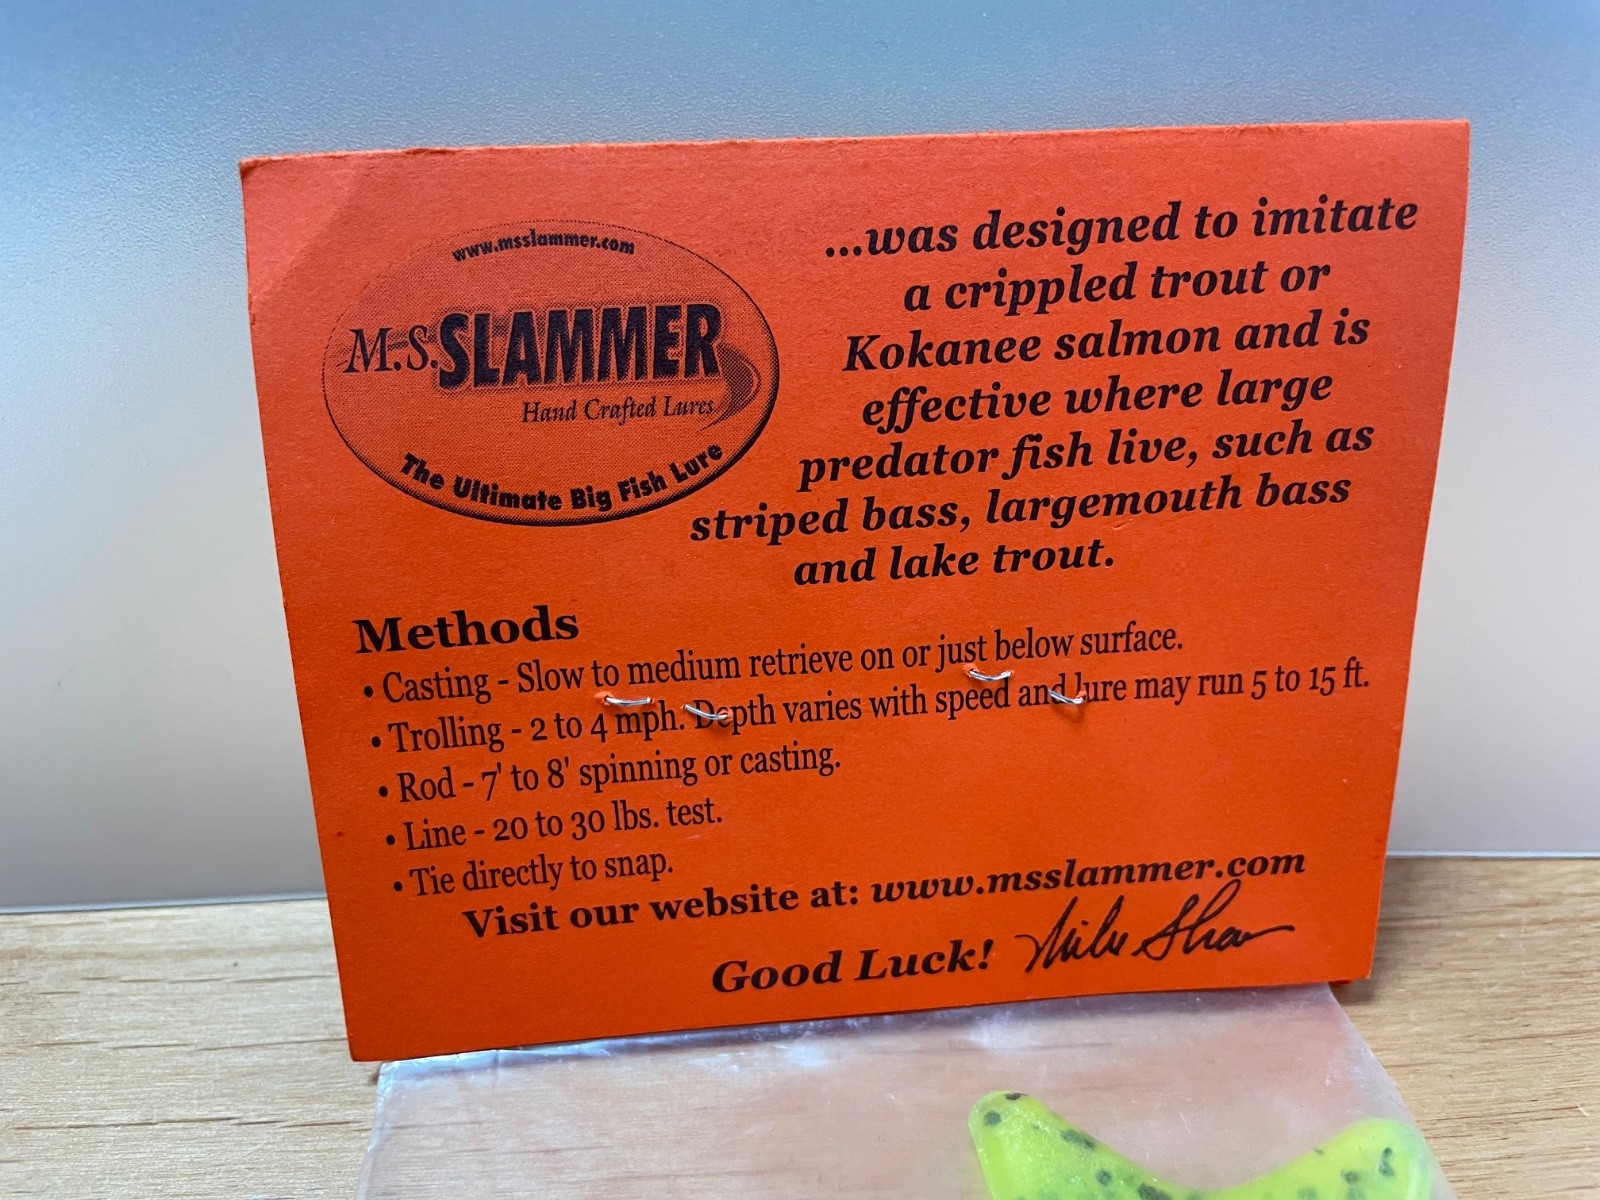 www.msslammer.com
M.S. SLAMMER
Hand Crafted Lures
The Ultimate Big Fish Lure
...was designed to imitate
a crippled trout or
Kokanee salmon and is
effective where large
predator fish live, such as
striped bass, largemouth bass
and lake trout.
Methods
• Casting - Slow to medium retrieve on or just below surface.
• Trolling - 2 to 4 mph. Depth varies with speed and lure may run 5 to 15 ft.
• Rod - 7' to 8' spinning or casting.
• Line - 20 to 30 lbs. test.
• Tie directly to snap.
Visit our website at: www.msslammer.com
Good Luck! Mike Shaw